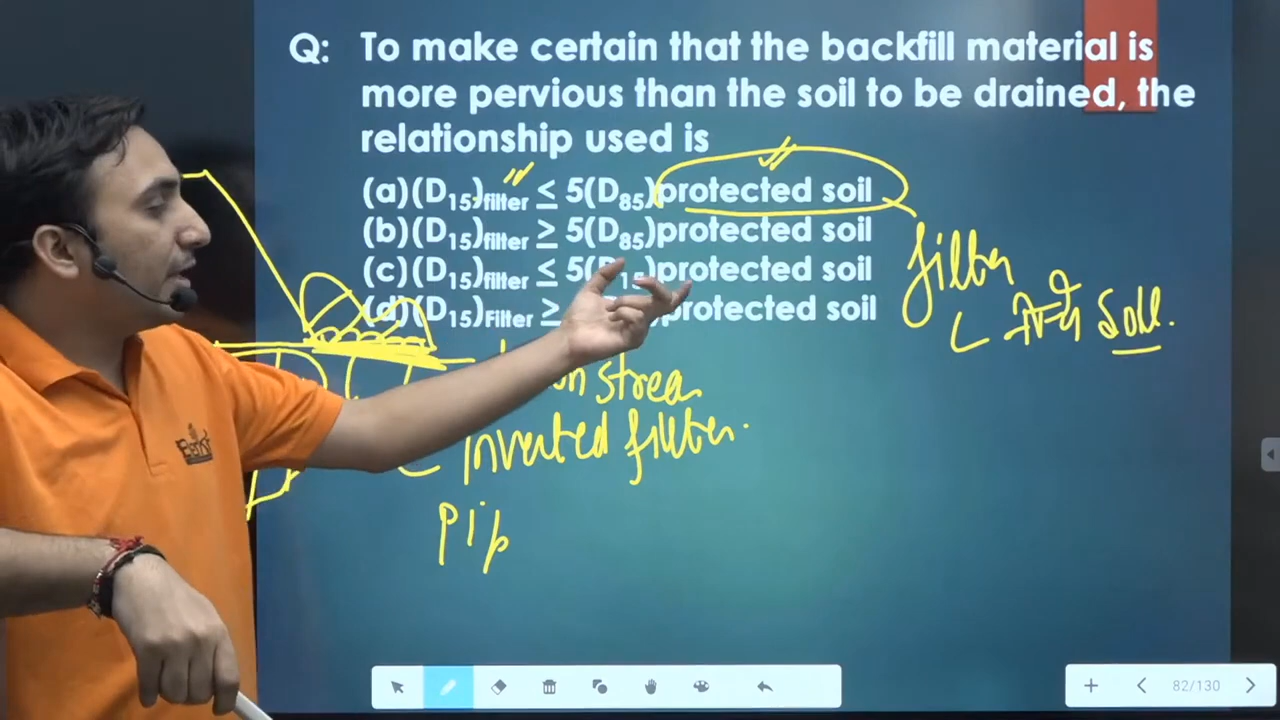 Q: To make certain that the backfill material is
more pervious than the soil to be drained, the
relationship used is
(a)(D15)filter ≤ 5(D85)protected soil
(b)(D15)filter ≥ 5(D85)protected soil
(c)(D15)filter ≤ 5(D15)protected soil
(d)(D15)Filter ≥ protected soil
filter
Soil.
inverted filter.
pip
82/130